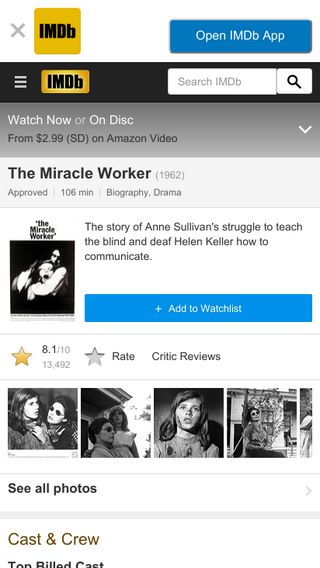 IMDb
Open IMDb App
IMDb
Search IMDb
Watch Now or On Disc
From $2.99 (SD) on Amazon Video
The Miracle Worker (1962)
Approved | 106 min | Biography, Drama
'the
Miracle
Worker'
The story of Anne Sullivan's struggle to teach
the blind and deaf Helen Keller how to
communicate.
+ Add to Watchlist
8.1/10
13,492
Rate
Critic Reviews
See all photos
Cast & Crew
Top Billed Cast